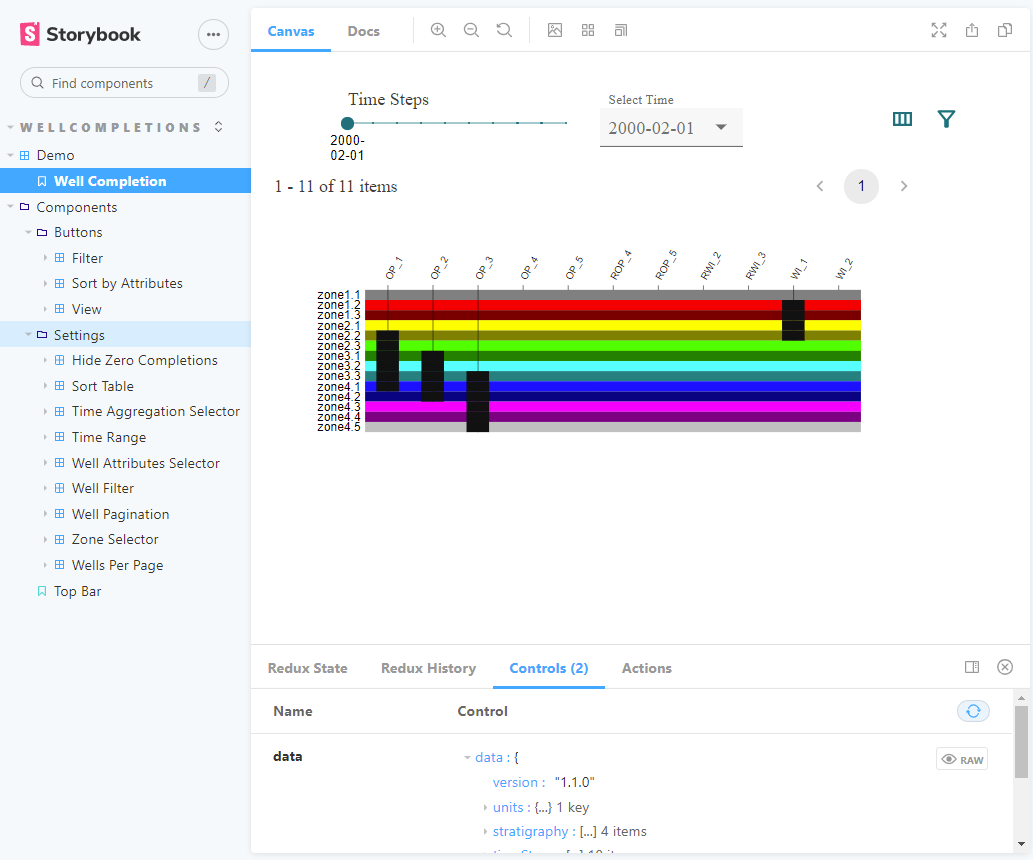 Storybook
Find components
/
WELLCOMPLETIONS
Demo
Well Completion
Components
Buttons
Filter
Sort by Attributes
View
Settings
Hide Zero Completions
Sort Table
Time Aggregation Selector
Time Range
Well Attributes Selector
Well Filter
Well Pagination
Zone Selector
Wells Per Page
Top Bar
Canvas
Docs
Time Steps
2000-
02-01
Select Time
2000-02-01
1 - 11 of 11 items
1
OP_1
OP_2
OP_3
OP_4
OP_5
ROP_4
ROP_5
RWI_2
RWI_3
WI_1
WI_2
zone1.1
zone1.2
zone1.3
zone2.1
zone2.2
zone2.3
zone3.1
zone3.2
zone3.3
zone4.1
zone4.2
zone4.3
zone4.4
zone4.5
Redux State
Redux History
Controls (2)
Actions
Name
Control
data
data : {
RAW
version : "1.1.0"
units : {...} 1 key
stratigraphy : [...] 4 items